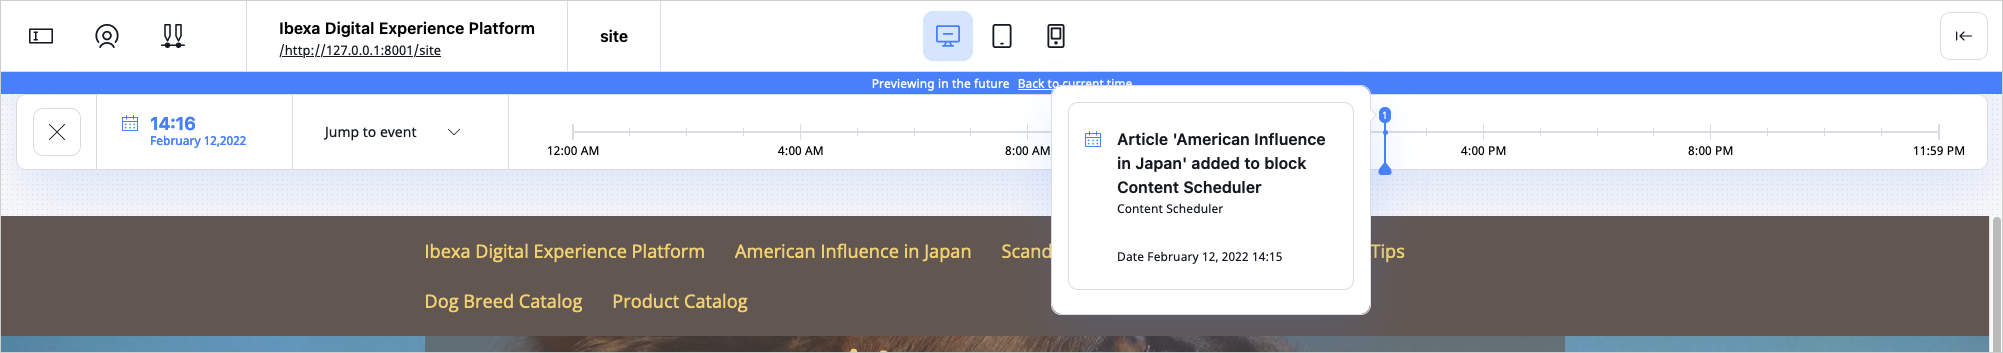 Ibexa Digital Experience Platform
/http://127.0.0.1:8001/site
site
Previewing in the future Back to current time
14:16
February 12,2022
Jump to event
1
12:00 AM 4:00 AM 8:00 AM 4:00 PM 8:00 PM 11:59 PM
Article 'American Influence
in Japan' added to block
Content Scheduler
Content Scheduler
Date February 12, 2022 14:15
Ibexa Digital Experience Platform American Influence in Japan Scand Tips
Dog Breed Catalog Product Catalog